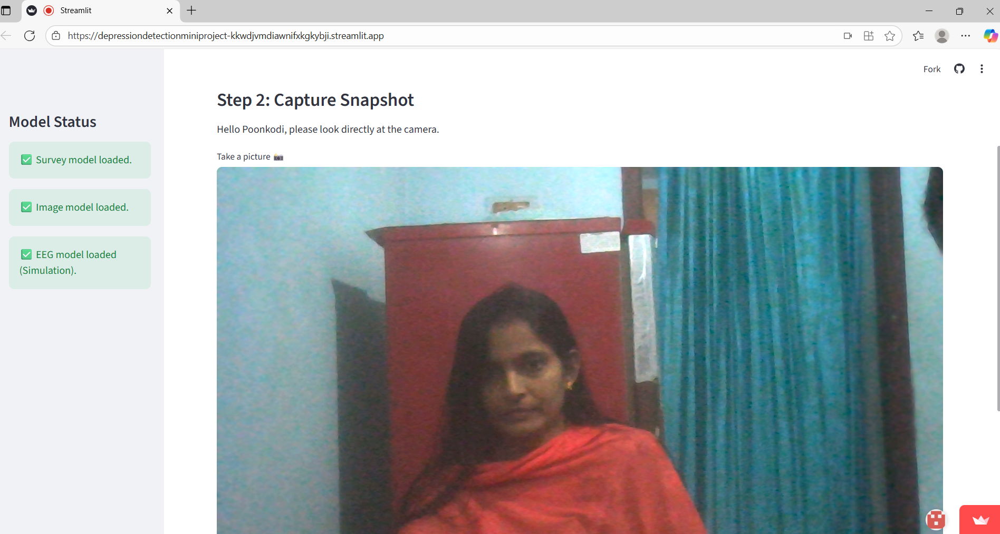 Streamlit
https://depressiondetectionminiproject-kkwdjvmdiawnifxkgkybji.streamlit.app
Fork
Model Status
✅ Survey model loaded.
✅ Image model loaded.
✅ EEG model loaded
(Simulation).
Step 2: Capture Snapshot
Hello Poonkodi, please look directly at the camera.
Take a picture 📸